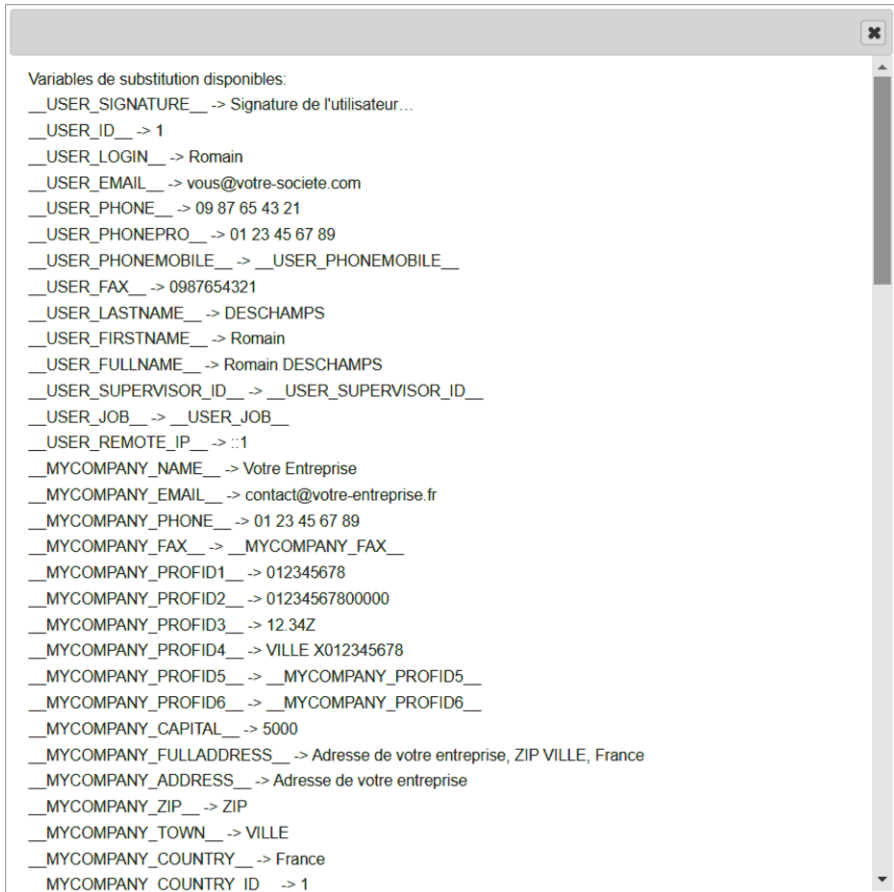 Variables de substitution disponibles:
__USER_SIGNATURE__ -> Signature de l'utilisateur…
__USER_ID__ -> 1
__USER_LOGIN__ -> Romain
__USER_EMAIL__ -> vous@votre-societe.com
__USER_PHONE__ -> 09 87 65 43 21
__USER_PHONEPRO__ -> 01 23 45 67 89
__USER_PHONEMOBILE__ -> __USER_PHONEMOBILE__
__USER_FAX__ -> 0987654321
__USER_LASTNAME__ -> DESCHAMPS
__USER_FIRSTNAME__ -> Romain
__USER_FULLNAME__ -> Romain DESCHAMPS
__USER_SUPERVISOR_ID__ -> __USER_SUPERVISOR_ID__
__USER_JOB__ -> __USER_JOB__
__USER_REMOTE_IP__ -> ::1
__MYCOMPANY_NAME__ -> Votre Entreprise
__MYCOMPANY_EMAIL__ -> contact@votre-entreprise.fr
__MYCOMPANY_PHONE__ -> 01 23 45 67 89
__MYCOMPANY_FAX__ -> __MYCOMPANY_FAX__
__MYCOMPANY_PROFID1__ -> 012345678
__MYCOMPANY_PROFID2__ -> 01234567800000
__MYCOMPANY_PROFID3__ -> 12.34Z
__MYCOMPANY_PROFID4__ -> VILLE X012345678
__MYCOMPANY_PROFID5__ -> __MYCOMPANY_PROFID5__
__MYCOMPANY_PROFID6__ -> __MYCOMPANY_PROFID6__
__MYCOMPANY_CAPITAL__ -> 5000
__MYCOMPANY_FULLADDRESS__ -> Adresse de votre entreprise, ZIP VILLE, France
__MYCOMPANY_ADDRESS__ -> Adresse de votre entreprise
__MYCOMPANY_ZIP__ -> ZIP
__MYCOMPANY_TOWN__ -> VILLE
__MYCOMPANY_COUNTRY__ -> France
__MYCOMPANY_COUNTRY_ID__ -> 1